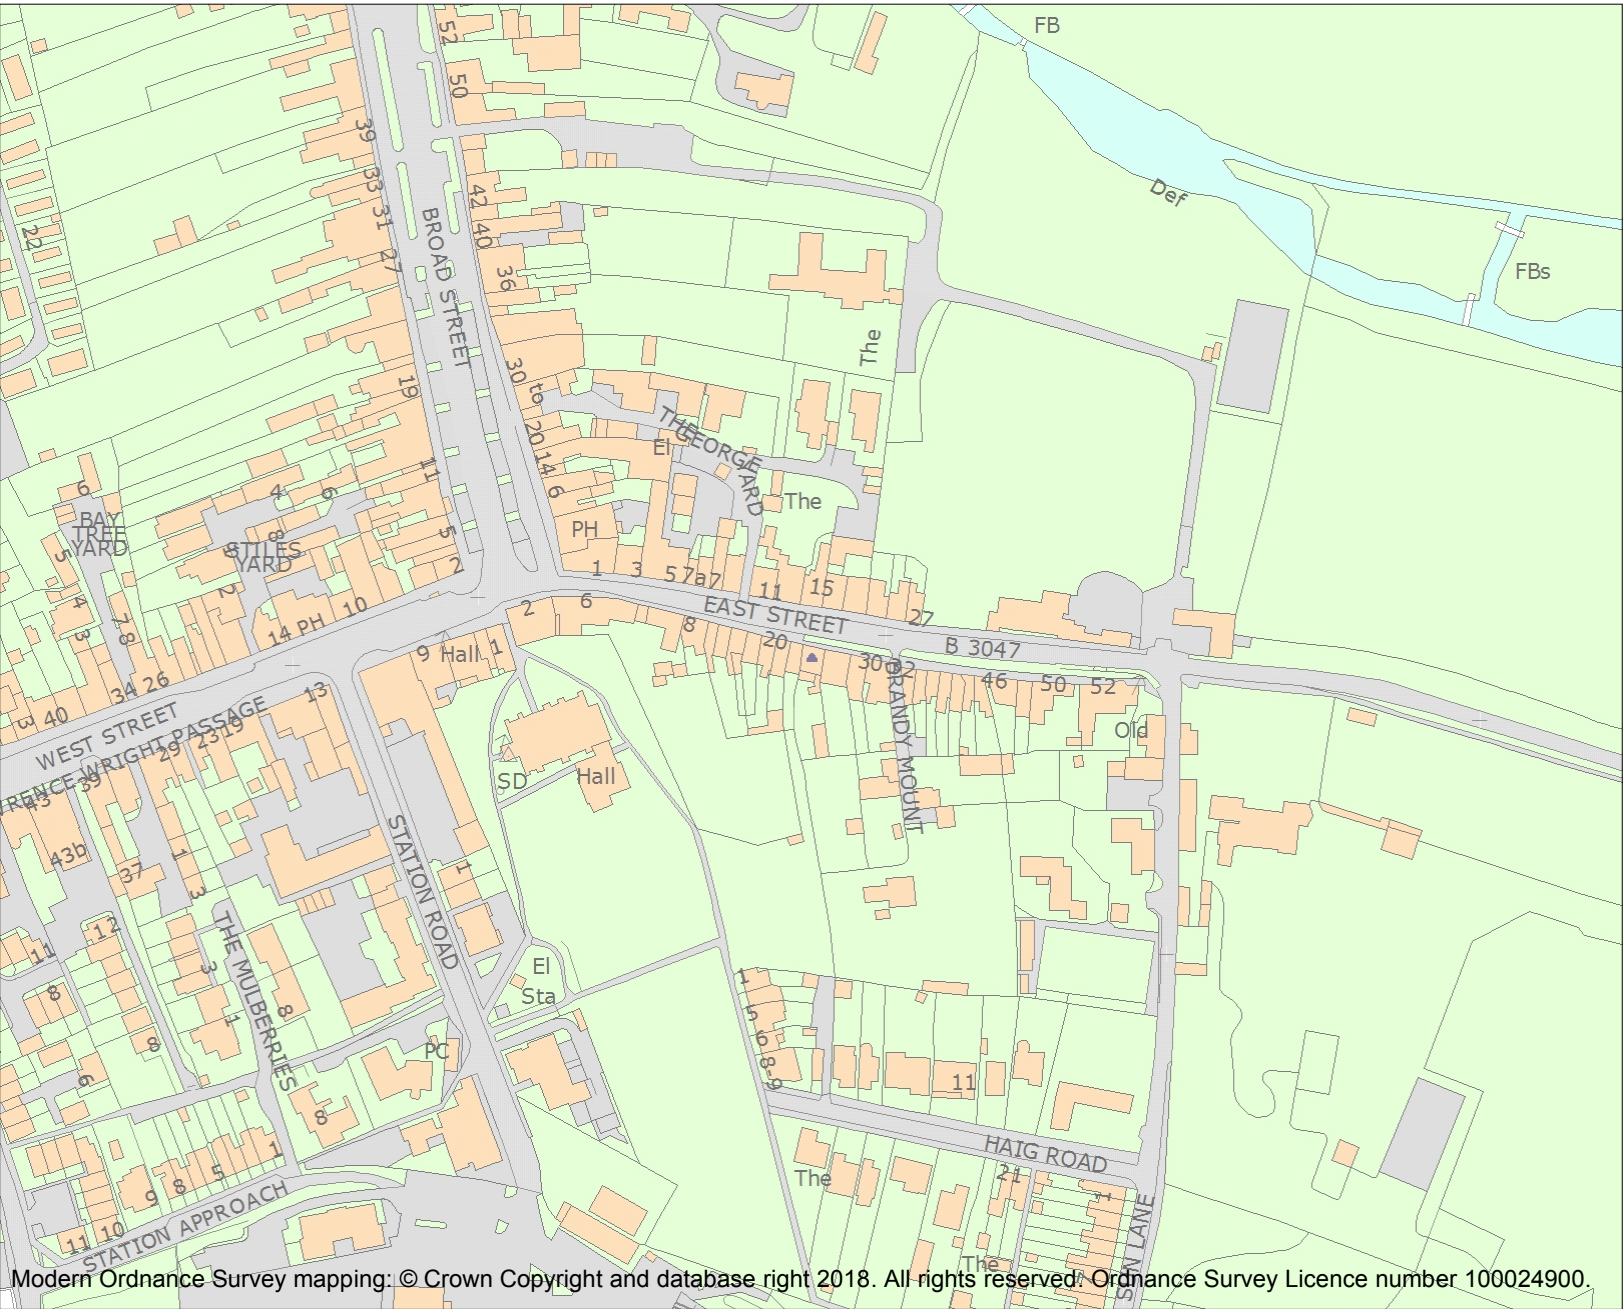 FB
52
50
39
Def
33
42
31
BROAD STREET
40
22
27
36
FBs
The
30 to
19
20
THE GEORGE YARD
El
14
11
6
6
4
6
The
BAY
TREE
YARD
PH
5
8
5
STILES
YARD
2
1
3
5
7a
7
11
15
2
4
7
8
3
10
14 PH
2
6
EAST STREET
27
8
20
B 3047
9
Hall
1
30
32
46
50
52
34
26
13
3
40
WEST STREET
GRANDY MOUNT
Old
19
23
29
TRENCE WRIGHT PASSAGE
39
43
SD
Hall
STATION ROAD
43b
37
1
3
1
THE MULBERRIES
12
11
3
El
Sta
1
9
8
1
5
8
PC
6
6
8-9
11
8
HAIG ROAD
1
5
8
9
The
21
1
10
11
STATION APPROACH
SUN LANE
The
Modern Ordnance Survey mapping: © Crown Copyright and database right 2018. All rights reserved. Ordnance Survey Licence number 100024900.